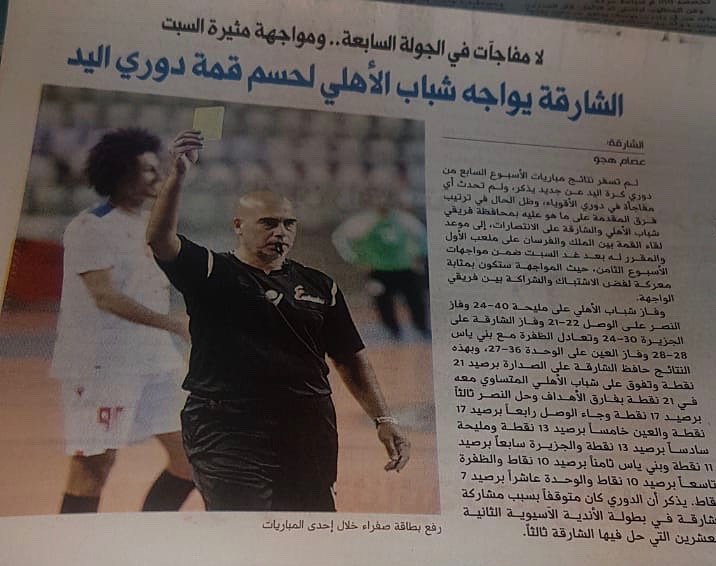 لا مفاجآت في الجولة السابعة.. ومواجهة مثيرة السبت
الشارقة يواجه شباب الأهلي لحسم قمة دوري اليد
الشارقة:
عصام هجو
لم تسفر نتائج مباريات الأسبوع السابع من
دوري كرة اليد عن جديد يذكر، ولم تحدث أي
مفاجأة في دوري الأقوياء، وظل الحال في ترتيب
فرق المقدمة على ما هو عليه بمحافظة فريقي
شباب الأهلي والشارقة على الانتصارات، إلى موعد
لقاء القمة بين الملك والفرسان على ملعب الأول
والمقرر له بعد غد السبت ضمن مواجهات
الأسبوع الثامن، حيث المواجهة ستكون بمثابة
معركة لفض الاشتباك والشراكة بين فريقي
الواجهة.
وفاز شباب الأهلي على مليحة 40-24 وفاز
النصر على الوصل 22-21 وفاز الشارقة على
الجزيرة 30-24 وتعادل الظفرة مع بني ياس
28-28 وفاز العين على الوحدة 36-27، وبهذه
النتائج حافظ الشارقة على الصدارة برصيد 21
نقطة وتفوق على شباب الأهلي المتساوي معه
في 21 نقطة بفارق الأهداف وحل النصر ثالثاً
برصيد 17 نقطة وجاء الوصل رابعاً برصيد 17
نقطة والعين خامساً برصيد 13 نقطة ومليحة
سادساً برصيد 13 نقطة والجزيرة سابعاً برصيد
11 نقطة وبني ياس ثامناً برصيد 10 نقاط والظفرة
تاسعاً برصيد 10 نقاط والوحدة عاشراً برصيد 7
نقاط. يذكر أن الدوري كان متوقفاً بسبب مشاركة
الشارقة في بطولة الأندية الآسيوية الثانية
والعشرين التي حل فيها الشارقة ثالثاً.
رفع بطاقة صفراء خلال إحدى المباريات